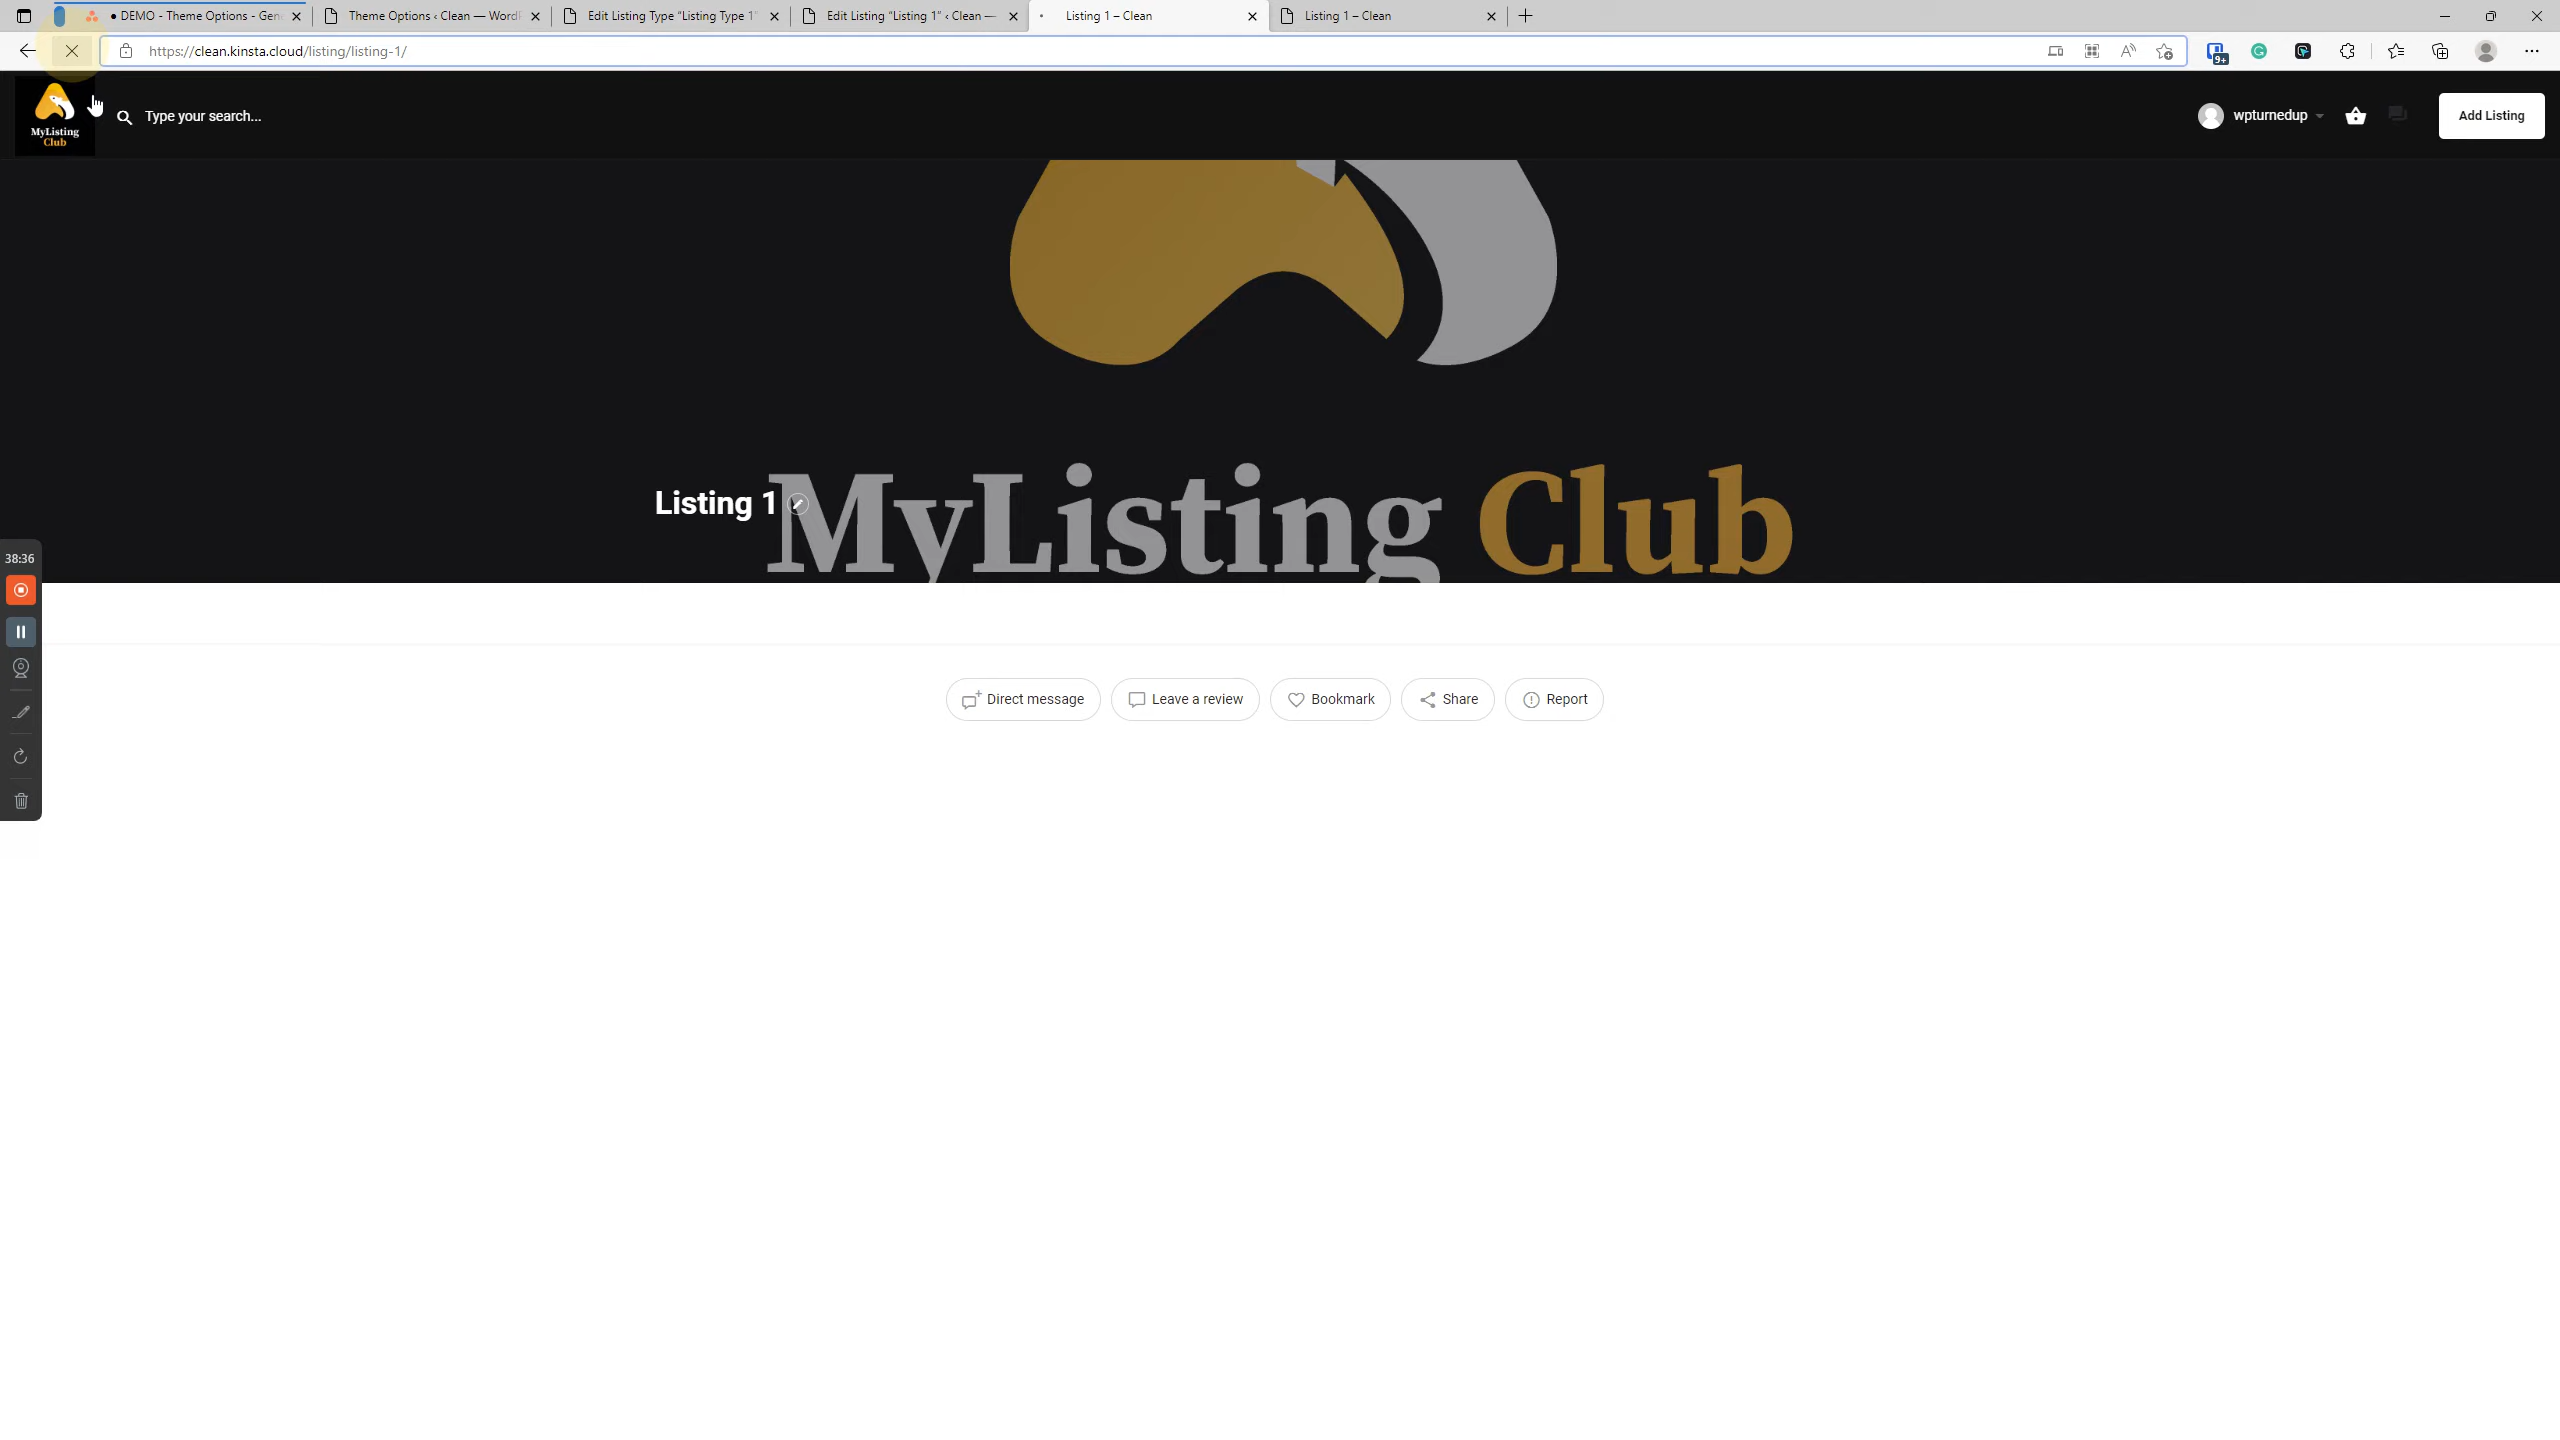 DEMO - Theme Options - Gen
Theme Options ‹ Clean — Word
Edit Listing Type “Listing Type 1”
Edit Listing “Listing 1” ‹ Clean —
Listing 1 – Clean
Listing 1 – Clean
https://clean.kinsta.cloud/listing/listing-1/
9+
MyListing
Club
Type your search...
wpturnedup
Add Listing
MyListing Club
Listing 1
38:36
Direct message
Leave a review
Bookmark
Share
Report